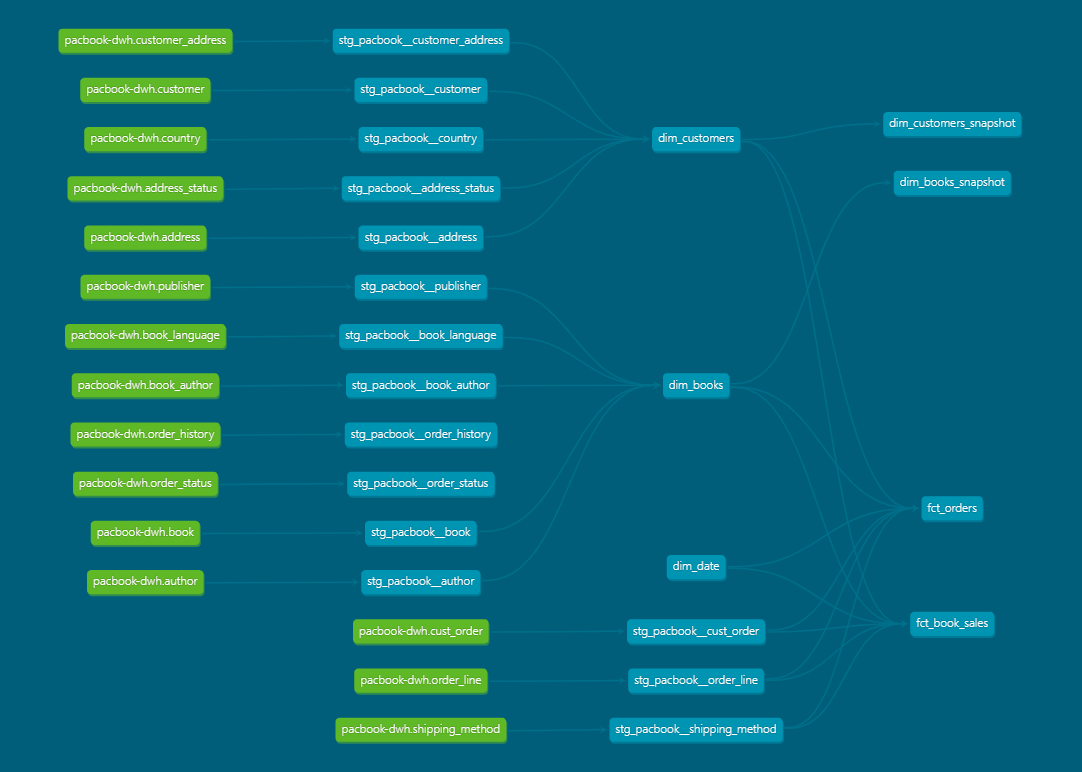 pacbook-dwh.customer_address
stg_pacbook__customer_address
pacbook-dwh.customer
stg_pacbook__customer
dim_customers_snapshot
pacbook-dwh.country
stg_pacbook__country
dim_customers
pacbook-dwh.address_status
stg_pacbook__address_status
dim_books_snapshot
pacbook-dwh.address
stg_pacbook__address
pacbook-dwh.publisher
stg_pacbook__publisher
pacbook-dwh.book_language
stg_pacbook__book_language
pacbook-dwh.book_author
stg_pacbook__book_author
dim_books
pacbook-dwh.order_history
stg_pacbook__order_history
pacbook-dwh.order_status
stg_pacbook__order_status
fct_orders
pacbook-dwh.book
stg_pacbook__book
dim_date
pacbook-dwh.author
stg_pacbook__author
pacbook-dwh.cust_order
stg_pacbook__cust_order
fct_book_sales
pacbook-dwh.order_line
stg_pacbook__order_line
pacbook-dwh.shipping_method
stg_pacbook__shipping_method